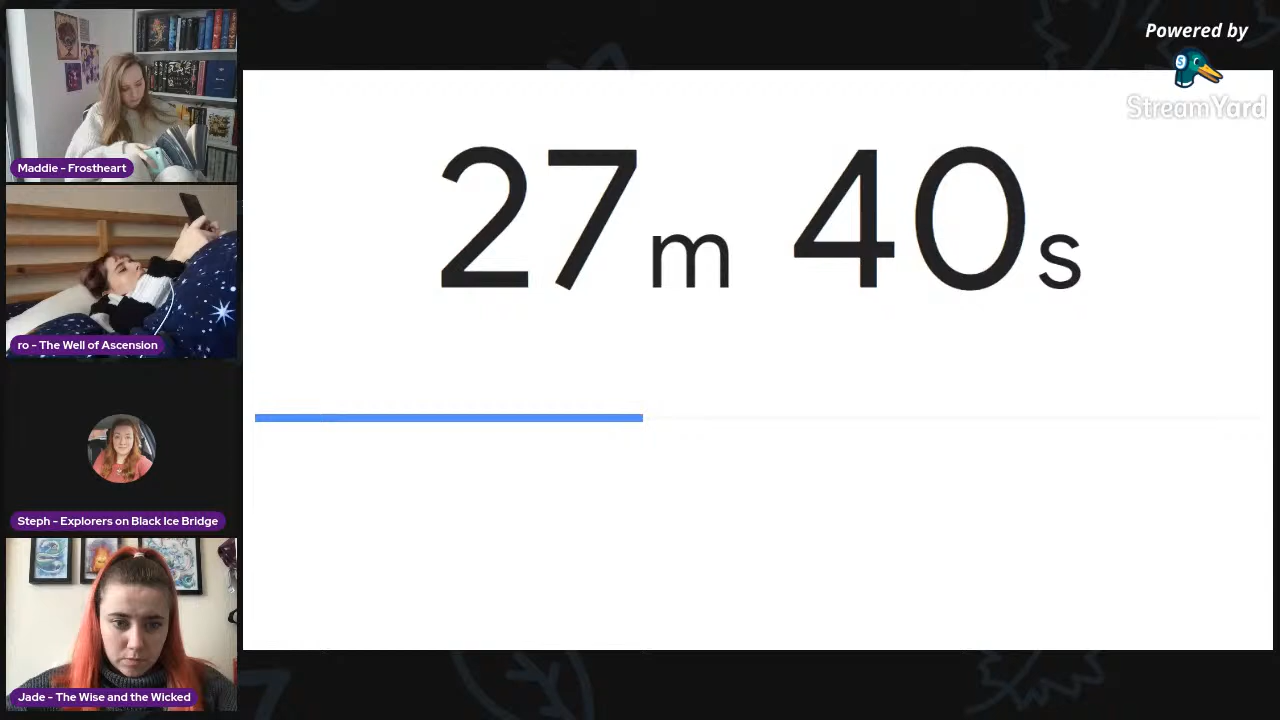 Maddie - Frostheart
ro - The Well of Ascension
Steph - Explorers on Black Ice Bridge
Jade - The Wise and the Wicked
27m 40s
Powered by
StreamYard